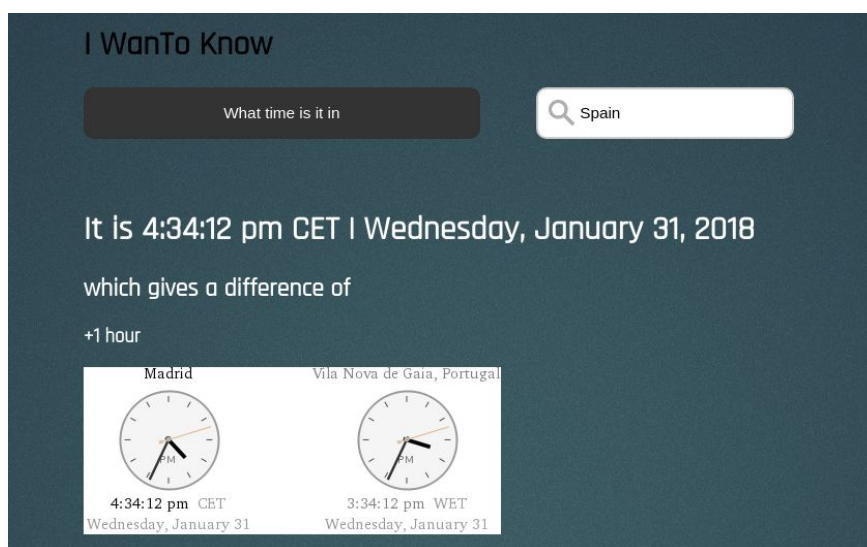 I WanTo Know
What time is it in
Spain
It is 4:34:12 pm CET | Wednesday, January 31, 2018
which gives a difference of
+1 hour
Madrid
Vila Nova de Gaia, Portugal
PM
PM
4:34:12 pm CET
3:34:12 pm WET
Wednesday, January 31
Wednesday, January 31